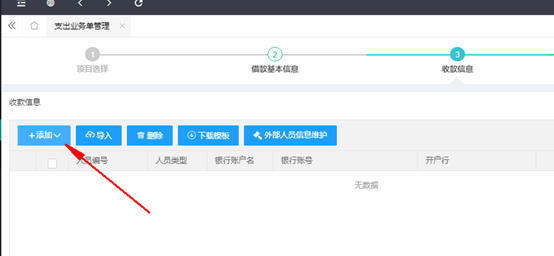 支出业务单管理 ×
1 2 3
项目选择 借款基本信息 收款信息
收款信息
+添加 导入 删除 下载模板 外部人员信息维护
人员编号 人员类型 银行账户名 银行账号 开户行
无数据